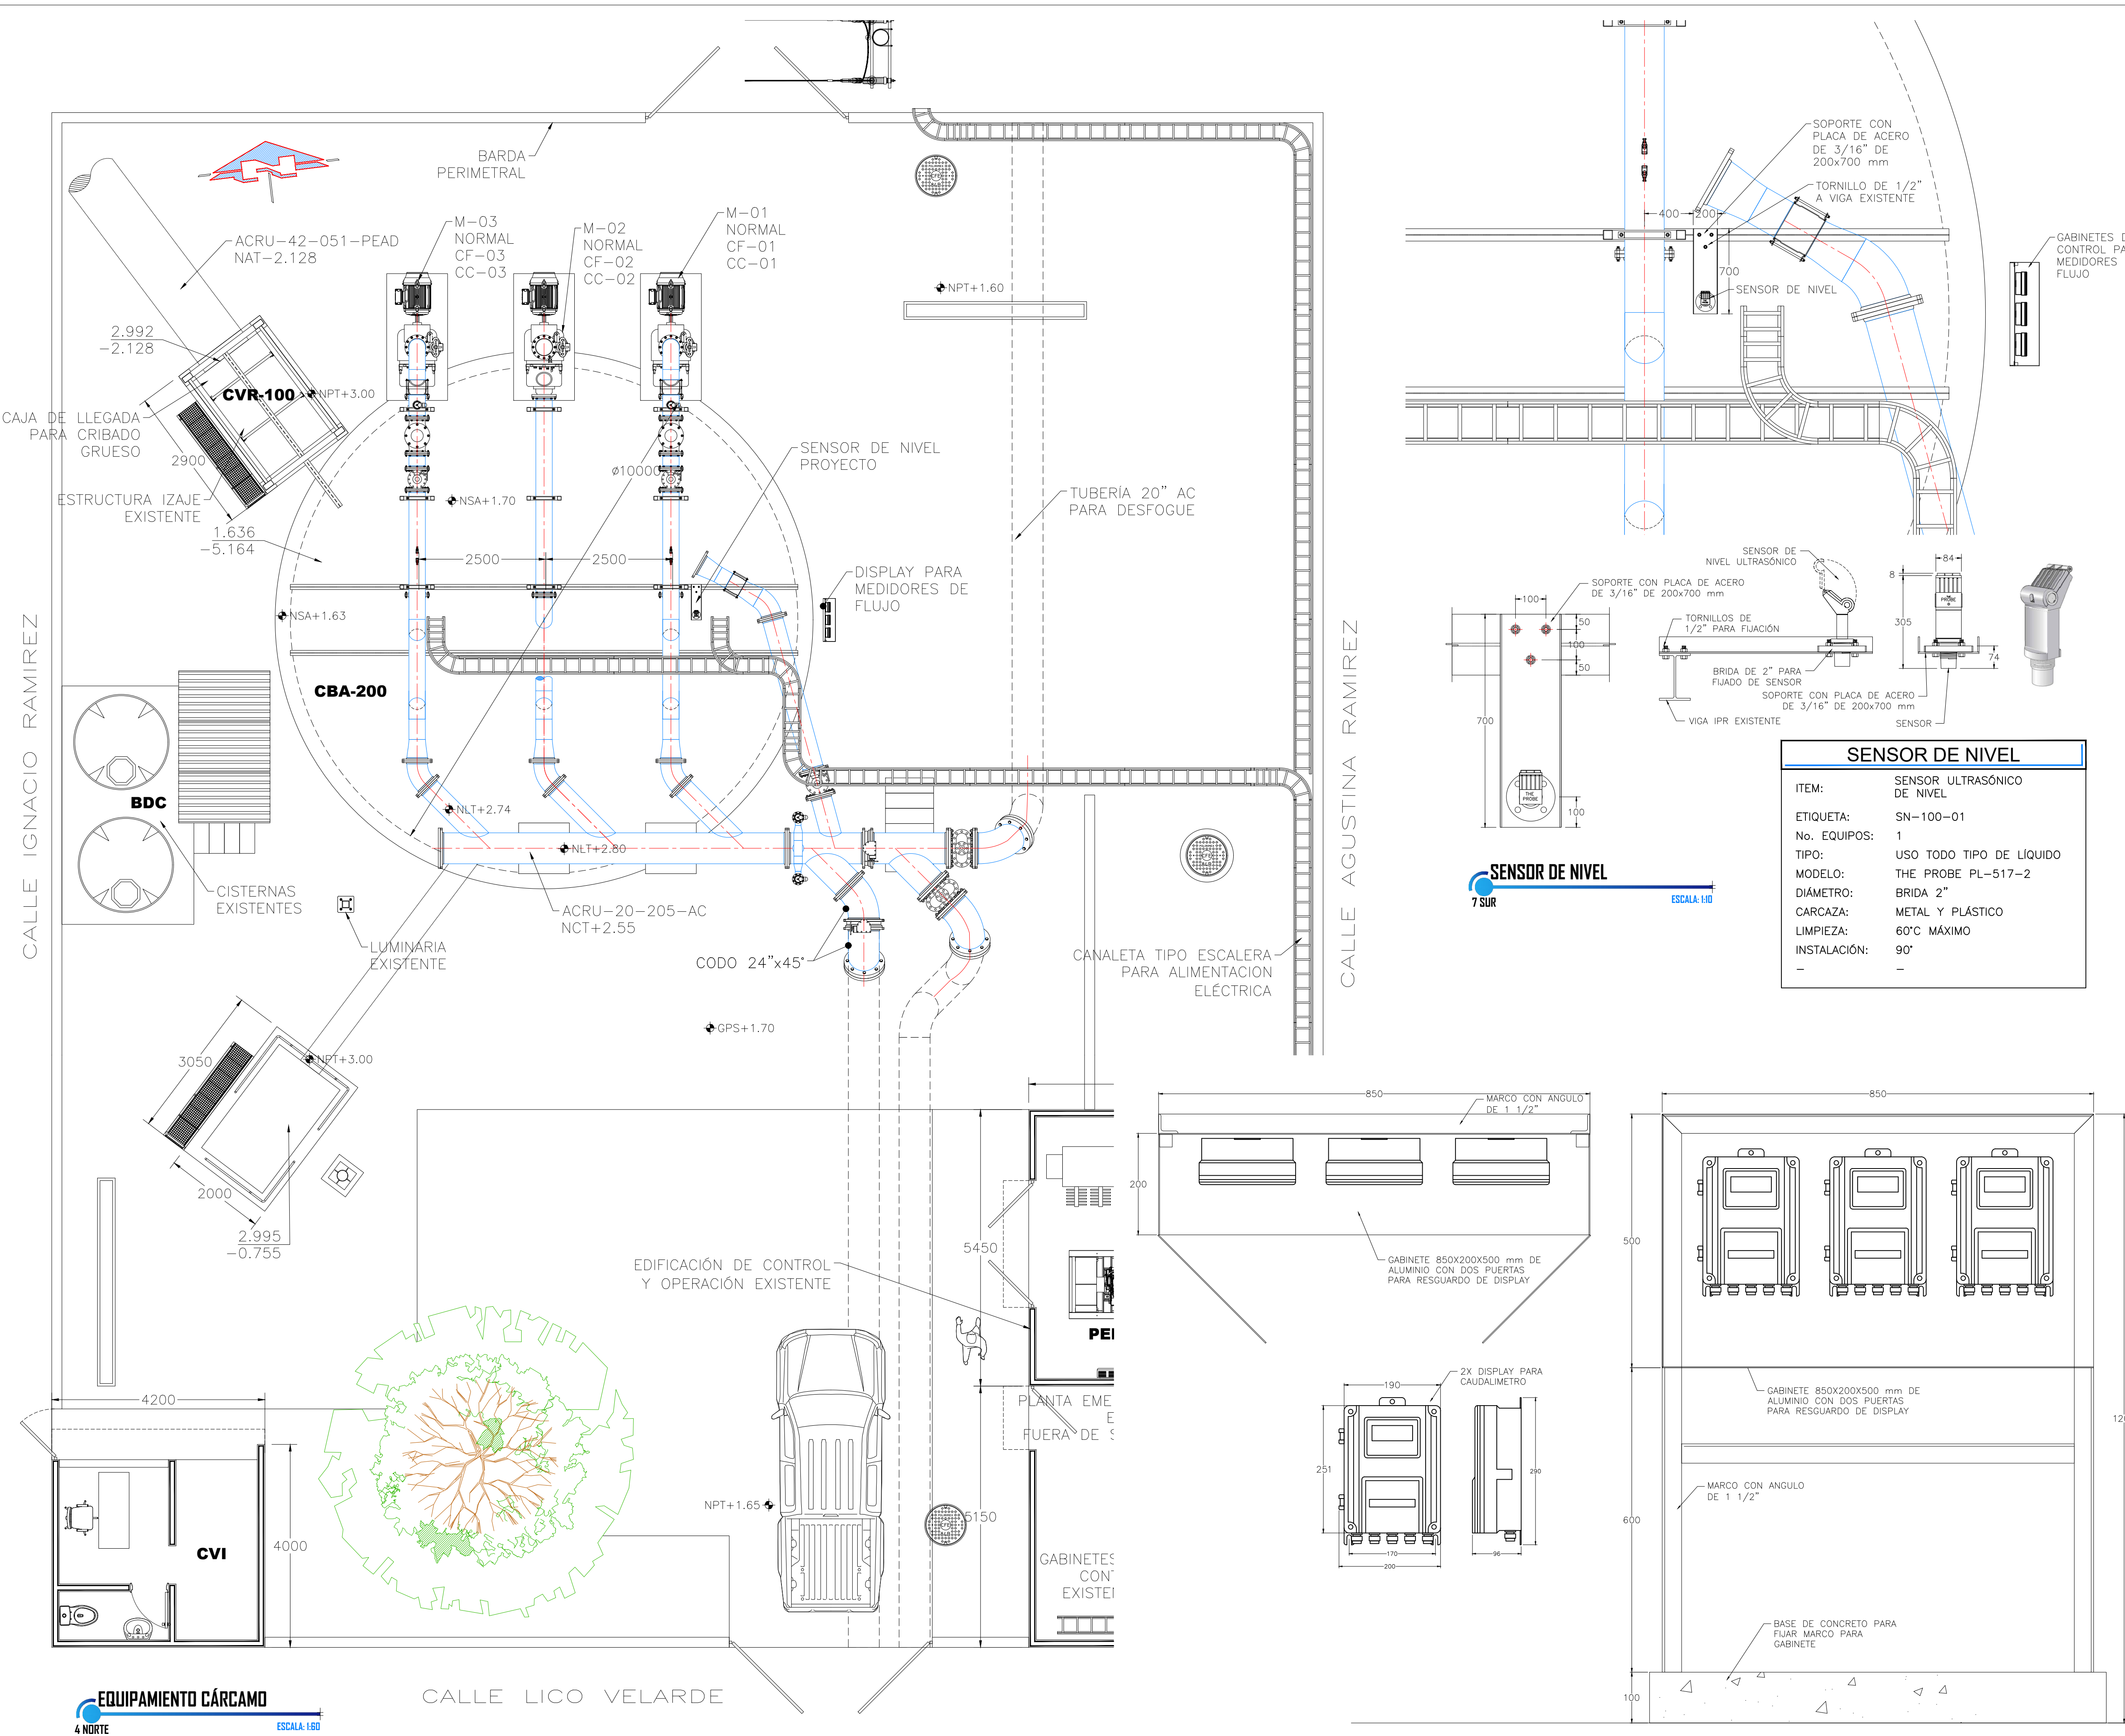 BARDA
PERIMETRAL
ACRU-42-051-PEAD
NAT-2.128
M-03
NORMAL
CF-03
CC-03
M-02
NORMAL
CF-02
CC-02
M-01
NORMAL
CF-01
CC-01
NPT+1.60
2.992
-2.128
CVR-100
NPT+3.00
CAJA DE LLEGADA
PARA CRIBADO
GRUESO
2900
ESTRUCTURA IZAJE
EXISTENTE
1.636
-5.164
NSA+1.70
ø10000
SENSOR DE NIVEL
PROYECTO
TUBERÍA 20" AC
PARA DESFOGUE
2500
2500
DISPLAY PARA
MEDIDORES DE
FLUJO
NSA+1.63
CBA-200
CALLE IGNACIO RAMIREZ
BDC
NLT+2.74
NLT+2.80
CISTERNAS
EXISTENTES
LUMINARIA
EXISTENTE
ACRU-20-205-AC
NCT+2.55
CODO 24"x45°
CANALETA TIPO ESCALERA
PARA ALIMENTACION
ELÉCTRICA
CALLE AGUSTINA RAMIREZ
GPS+1.70
3050
NPT+3.00
2000
2.995
-0.755
EDIFICACIÓN DE CONTROL
Y OPERACIÓN EXISTENTE
5450
PLANTA EME
FUERA DE S
4200
4000
CVI
NPT+1.65
5150
GABINETES
CONT
EXISTE
EQUIPAMIENTO CÁRCAMO
4 NORTE
ESCALA: 1:60
CALLE LICO VELARDE
SOPORTE CON
PLACA DE ACERO
DE 3/16" DE
200x700 mm
TORNILLO DE 1/2"
A VIGA EXISTENTE
400
200
700
SENSOR DE NIVEL
GABINETES D
CONTROL PA
MEDIDORES
FLUJO
SENSOR DE
NIVEL ULTRASÓNICO
SOPORTE CON PLACA DE ACERO
DE 3/16" DE 200x700 mm
100
50
100
50
700
100
THE
PROBE
TORNILLOS DE
1/2" PARA FIJACIÓN
BRIDA DE 2" PARA
FIJADO DE SENSOR
SOPORTE CON PLACA DE ACERO
DE 3/16" DE 200x700 mm
VIGA IPR EXISTENTE
SENSOR
84
8
305
74
THE
PROBE
SENSOR DE NIVEL
7 SUR
ESCALA: 1:10
SENSOR DE NIVEL
ITEM: SENSOR ULTRASÓNICO
DE NIVEL
ETIQUETA: SN-100-01
No. EQUIPOS: 1
TIPO: USO TODO TIPO DE LÍQUIDO
MODELO: THE PROBE PL-517-2
DIÁMETRO: BRIDA 2"
CARCAZA: METAL Y PLÁSTICO
LIMPIEZA: 60°C MÁXIMO
INSTALACIÓN: 90°
- -
850
MARCO CON ANGULO
DE 1 1/2"
200
GABINETE 850X200X500 mm DE
ALUMINIO CON DOS PUERTAS
PARA RESGUARDO DE DISPLAY
2X DISPLAY PARA
CAUDALIMETRO
190
251
170
200
290
96
850
500
GABINETE 850X200X500 mm DE
ALUMINIO CON DOS PUERTAS
PARA RESGUARDO DE DISPLAY
MARCO CON ANGULO
DE 1 1/2"
600
BASE DE CONCRETO PARA
FIJAR MARCO PARA
GABINETE
100